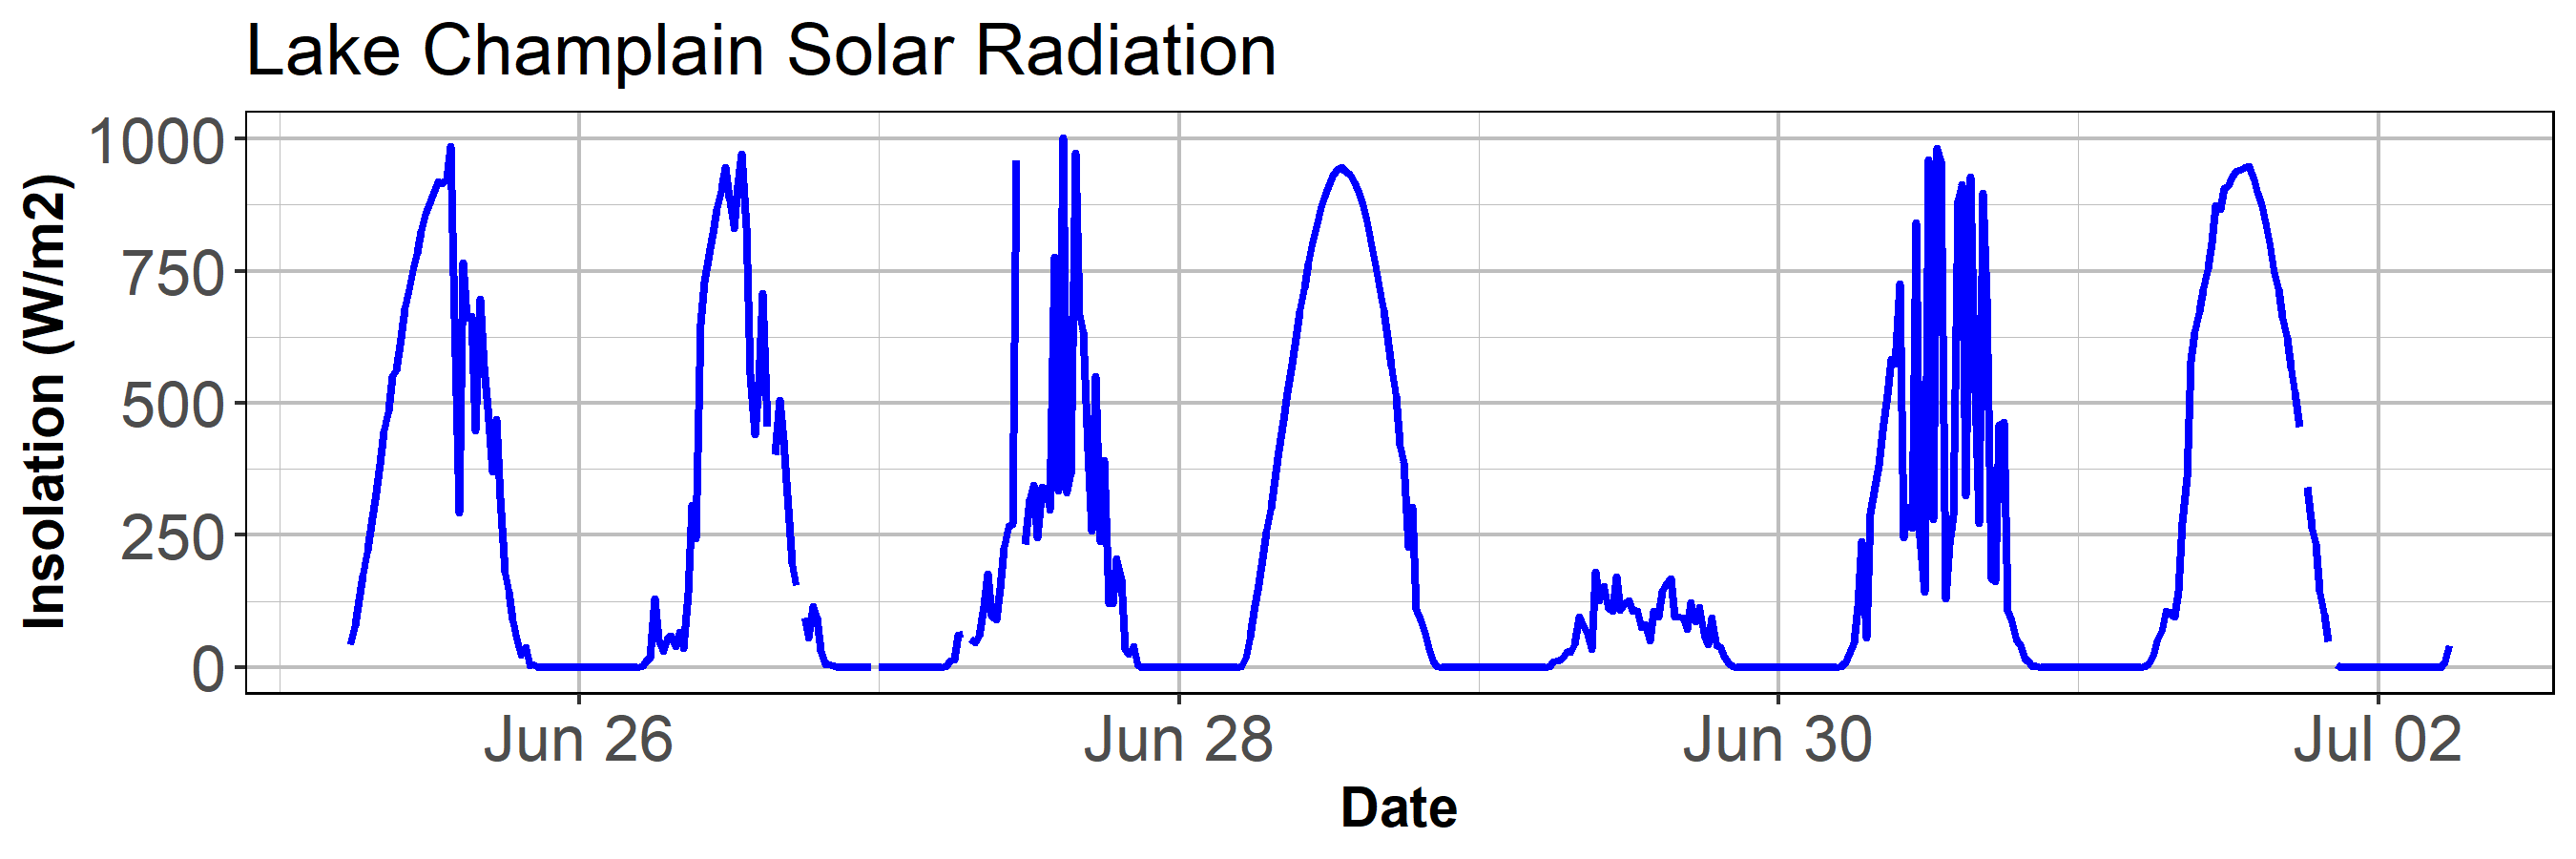 Lake Champlain Solar Radiation
Insolation (W/m2)
1000
750
500
250
0
Jun 26 Jun 28 Jun 30 Jul 02
Date